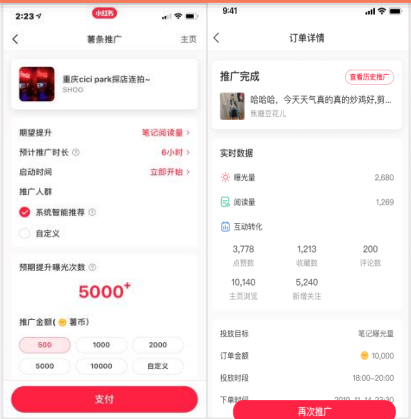 2:23
小红书
薯条推广
主页
重庆cici park探店连拍~
SHOO
期望提升
笔记阅读量 >
预计推广时长
6小时 >
启动时间
立即开始 >
推广人群
系统智能推荐
自定义
预期提升曝光次数
5000+
推广金额(薯币)
500
1000
2000
5000
10000
自定义
支付
9:41
订单详情
推广完成
查看历史推广
哈哈哈，今天天气真的真的炒鸡好,剪...
焦糖豆花儿
实时数据
曝光量
2,680
阅读量
1,269
互动转化
3,778
1,213
200
点赞数
收藏数
评论数
10,140
5,240
主页浏览
新增关注
投放目标
笔记曝光量
订单金额
10,000
投放时段
18:00~20:00
下单时间
2019-11-14 23:30
再次推广